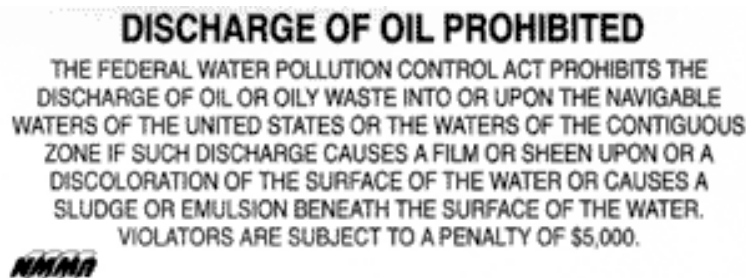 DISCHARGE OF OIL PROHIBITED
THE FEDERAL WATER POLLUTION CONTROL ACT PROHIBITS THE
DISCHARGE OF OIL OR OILY WASTE INTO OR UPON THE NAVIGABLE
WATERS OF THE UNITED STATES OR THE WATERS OF THE CONTIGUOUS
ZONE IF SUCH DISCHARGE CAUSES A FILM OR SHEEN UPON OR A
DISCOLORATION OF THE SURFACE OF THE WATER OR CAUSES A
SLUDGE OR EMULSION BENEATH THE SURFACE OF THE WATER.
VIOLATORS ARE SUBJECT TO A PENALTY OF $5,000.
NMMA